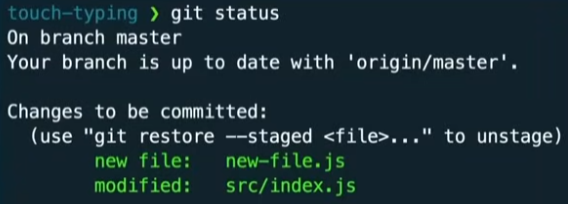 touch-typing ❯ git status
On branch master
Your branch is up to date with 'origin/master'.
Changes to be committed:
(use "git restore --staged <file>..." to unstage)
new file: new-file.js
modified: src/index.js